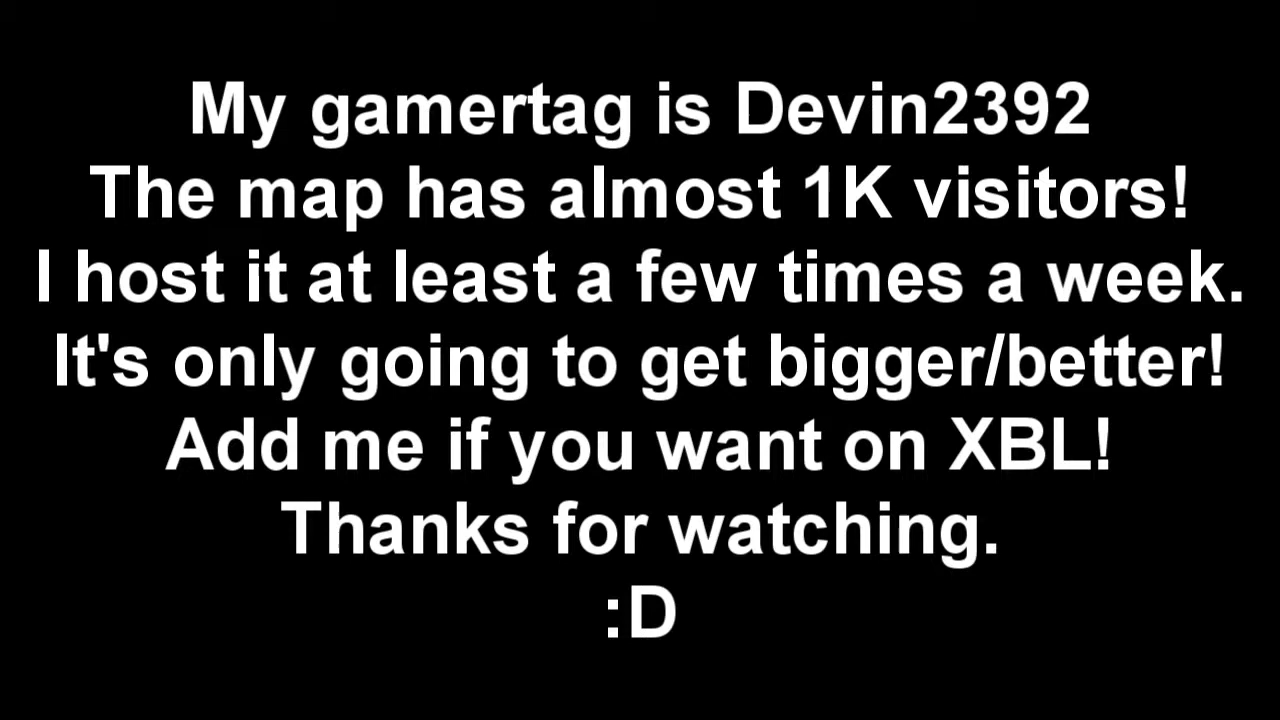 My gamertag is Devin2392
The map has almost 1K visitors!
I host it at least a few times a week.
It's only going to get bigger/better!
Add me if you want on XBL!
Thanks for watching.
:D